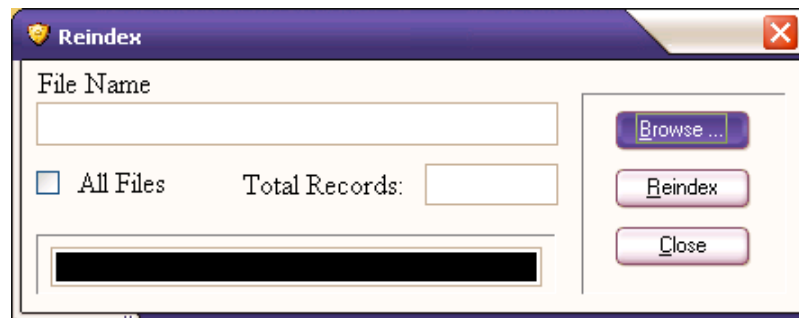 Reindex
File Name
Browse ...
All Files Total Records:
Reindex
Close